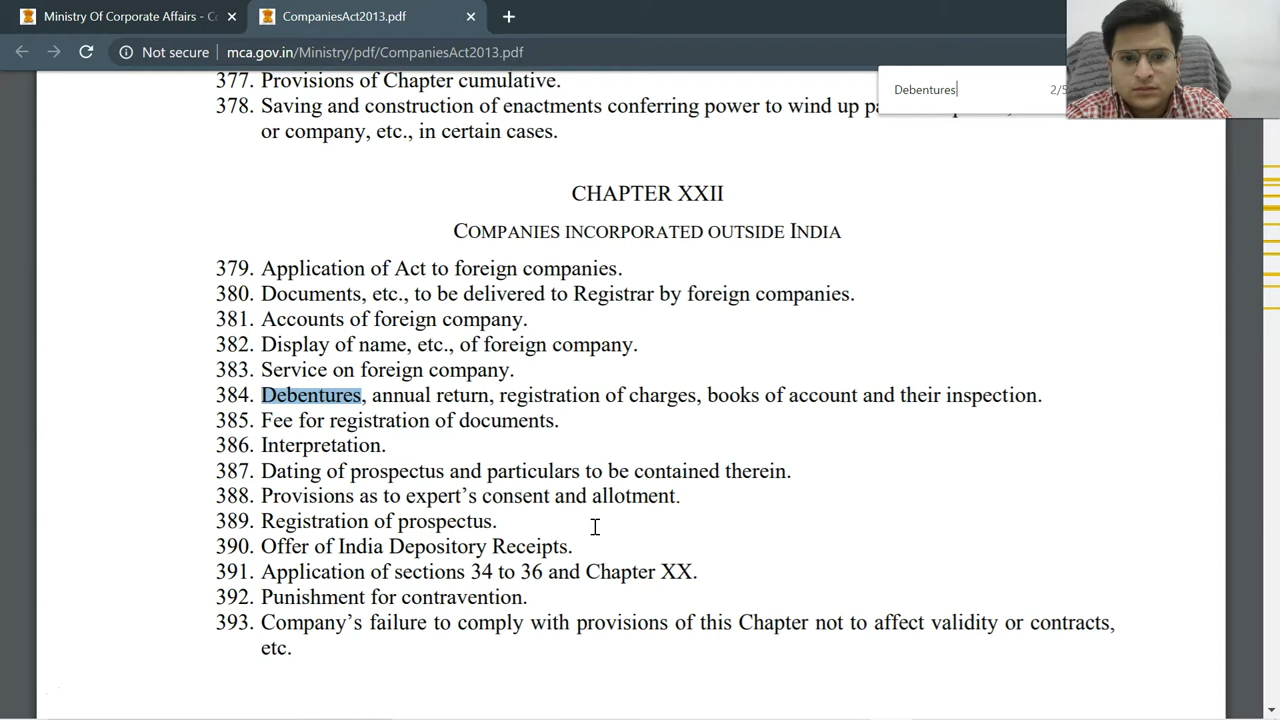 Ministry Of Corporate Affairs - Co
CompaniesAct2013.pdf
Not secure
mca.gov.in/Ministry/pdf/CompaniesAct2013.pdf
Debentures
2/5
377. Provisions of Chapter cumulative.
378. Saving and construction of enactments conferring power to wind up
or company, etc., in certain cases.
CHAPTER XXII
COMPANIES INCORPORATED OUTSIDE INDIA
379. Application of Act to foreign companies.
380. Documents, etc., to be delivered to Registrar by foreign companies.
381. Accounts of foreign company.
382. Display of name, etc., of foreign company.
383. Service on foreign company.
384. Debentures, annual return, registration of charges, books of account and their inspection.
385. Fee for registration of documents.
386. Interpretation.
387. Dating of prospectus and particulars to be contained therein.
388. Provisions as to expert’s consent and allotment.
389. Registration of prospectus.
390. Offer of India Depository Receipts.
391. Application of sections 34 to 36 and Chapter XX.
392. Punishment for contravention.
393. Company’s failure to comply with provisions of this Chapter not to affect validity or contracts,
etc.